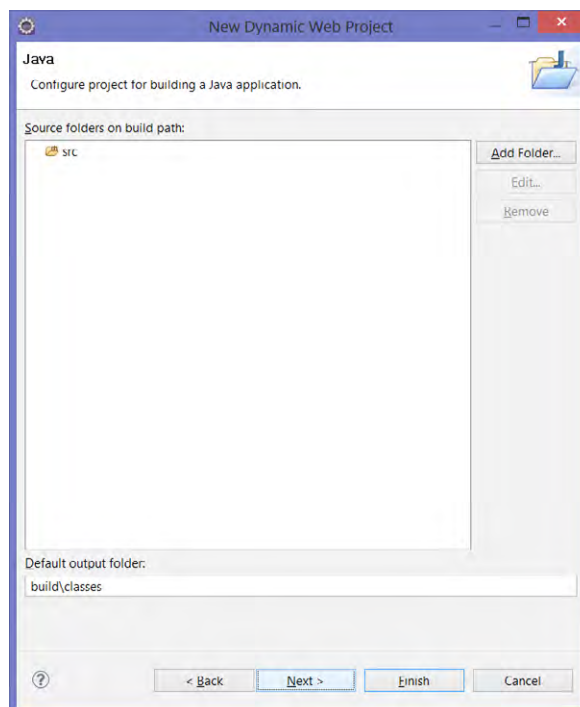 New Dynamic Web Project
Java
Configure project for building a Java application.
Source folders on build path:
src
Add Folder...
Edit...
Remove
Default output folder:
build\classes
?
< Back
Next >
Finish
Cancel